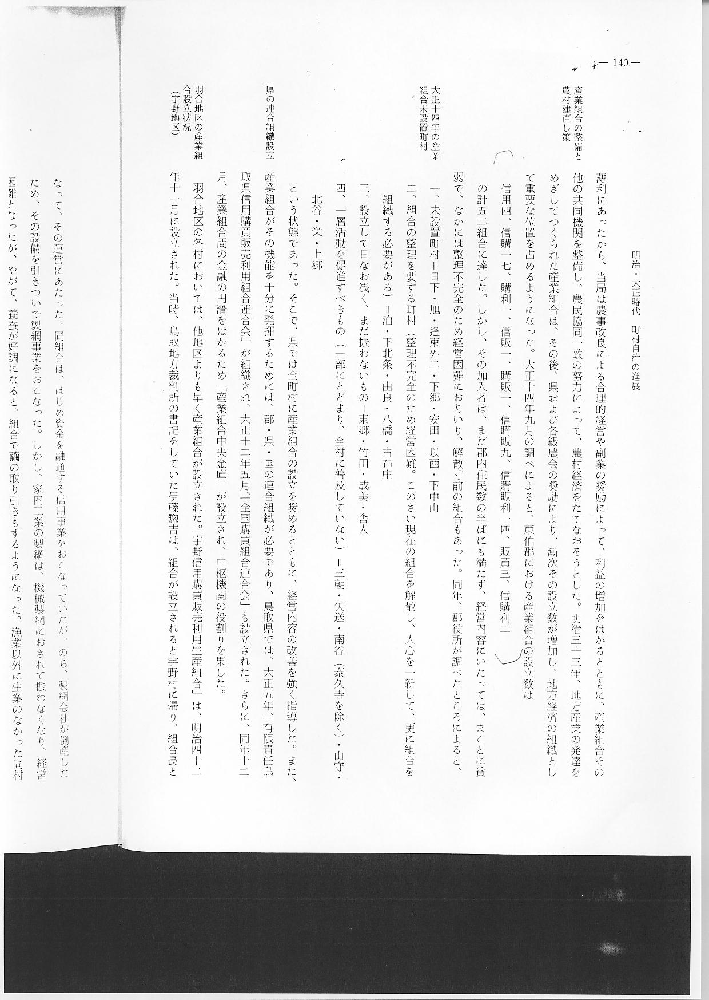 ― 140 ―
明治・大正時代　町村自治の進展
産業組合の整備と
農村建直し策
薄利にあったから、当局は農事改良による合理的経営や副業の奨励によって、利益の増加をはかるとともに、産業組合その
他の共同機関を整備し、農民協同一致の努力によって、農村経済をたてなおそうとした。明治三十三年、地方産業の発達を
めざしてつくられた産業組合は、その後、県および各級農会の奨励により、漸次その設立数が増加し、地方経済の組織とし
て重要な位置を占めるようになった。大正十四年九月の調べによると、東伯郡における産業組合の設立数は
信用四、信購一七、購利一、信販一、購販一、信購販九、信購販利一四、販買三、信購利二
の計五二組合に達した。しかし、その加入者は、まだ郡内住民数の半ばにも満たず、経営内容にいたっては、まことに貧
大正十四年の産業
組合未設置町村
弱で、なかには整理不完全のため経営困難におちいり、解散寸前の組合もあった。同年、郡役所が調べたところによると、
一、未設置町村＝日下・旭・逢束外二・下郷・安田・以西・下中山
二、組合の整理を要する町村（整理不完全のため経営困難。このさい現在の組合を解散し、人心を一新して、更に組合を
組織する必要がある）＝泊・下北条・由良・八橋・古布庄
三、設立して日なお浅く、まだ振わないもの＝東郷・竹田・成美・舎人
四、一層活動を促進すべきもの（一部にとどまり、全村に普及していない）＝三朝・矢送・南谷（泰久寺を除く）・山守・
北谷・栄・上郷
という状態であった。そこで、県では全町村に産業組合の設立を奨めるとともに、経営内容の改善を強く指導した。また、
県の連合組織設立
産業組合がその機能を十分に発揮するためには、郡・県・国の連合組織が必要であり、鳥取県では、大正五年、「有限責任鳥
取県信用購買販売利用組合連合会」が組織され、大正十二年五月、「全国購買組合連合会」も設立された。さらに、同年十二
月、産業組合間の金融の円滑をはかるため「産業組合中央金庫」が設立され、中枢機関の役割りを果した。
羽合地区の産業組
合設立状況
（宇野地区）
羽合地区の各村においては、他地区よりも早く産業組合が設立された。「宇野信用購買販売利用生産組合」は、明治四十二
年十一月に設立された。当時、鳥取地方裁判所の書記をしていた伊藤惣吉は、組合が設立されると宇野村に帰り、組合長と
なって、その運営にあたった。同組合は、はじめ資金を融通する信用事業をおこなっていたが、のち、製網会社が倒産した
ため、その設備を引きついで製網事業をおこなった。しかし、家内工業の製網は、機械製網におされて振わなくなり、経営
困難となったが、やがて、養蚕が好調になると、組合で繭の取り引きもするようになった。漁業以外に生業のなかった同村